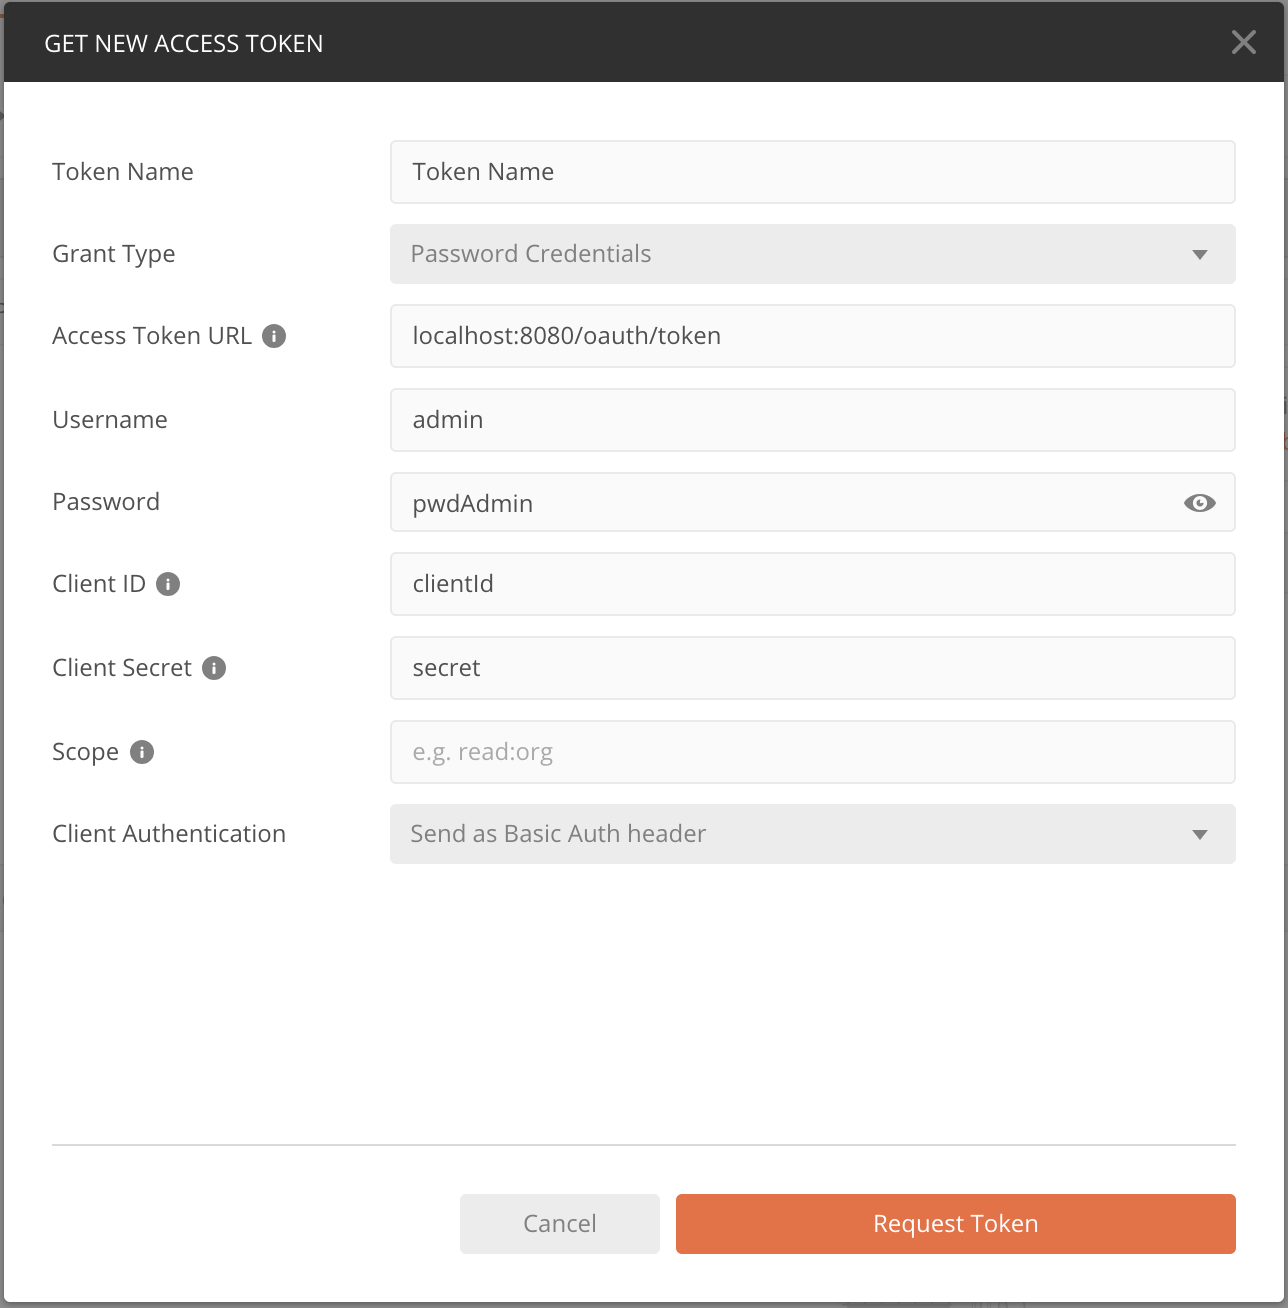 GET NEW ACCESS TOKEN
Token Name
Token Name
Grant Type
Password Credentials
Access Token URL
localhost:8080/oauth/token
Username
admin
Password
pwdAdmin
Client ID
clientId
Client Secret
secret
Scope
e.g. read:org
Client Authentication
Send as Basic Auth header
Cancel
Request Token